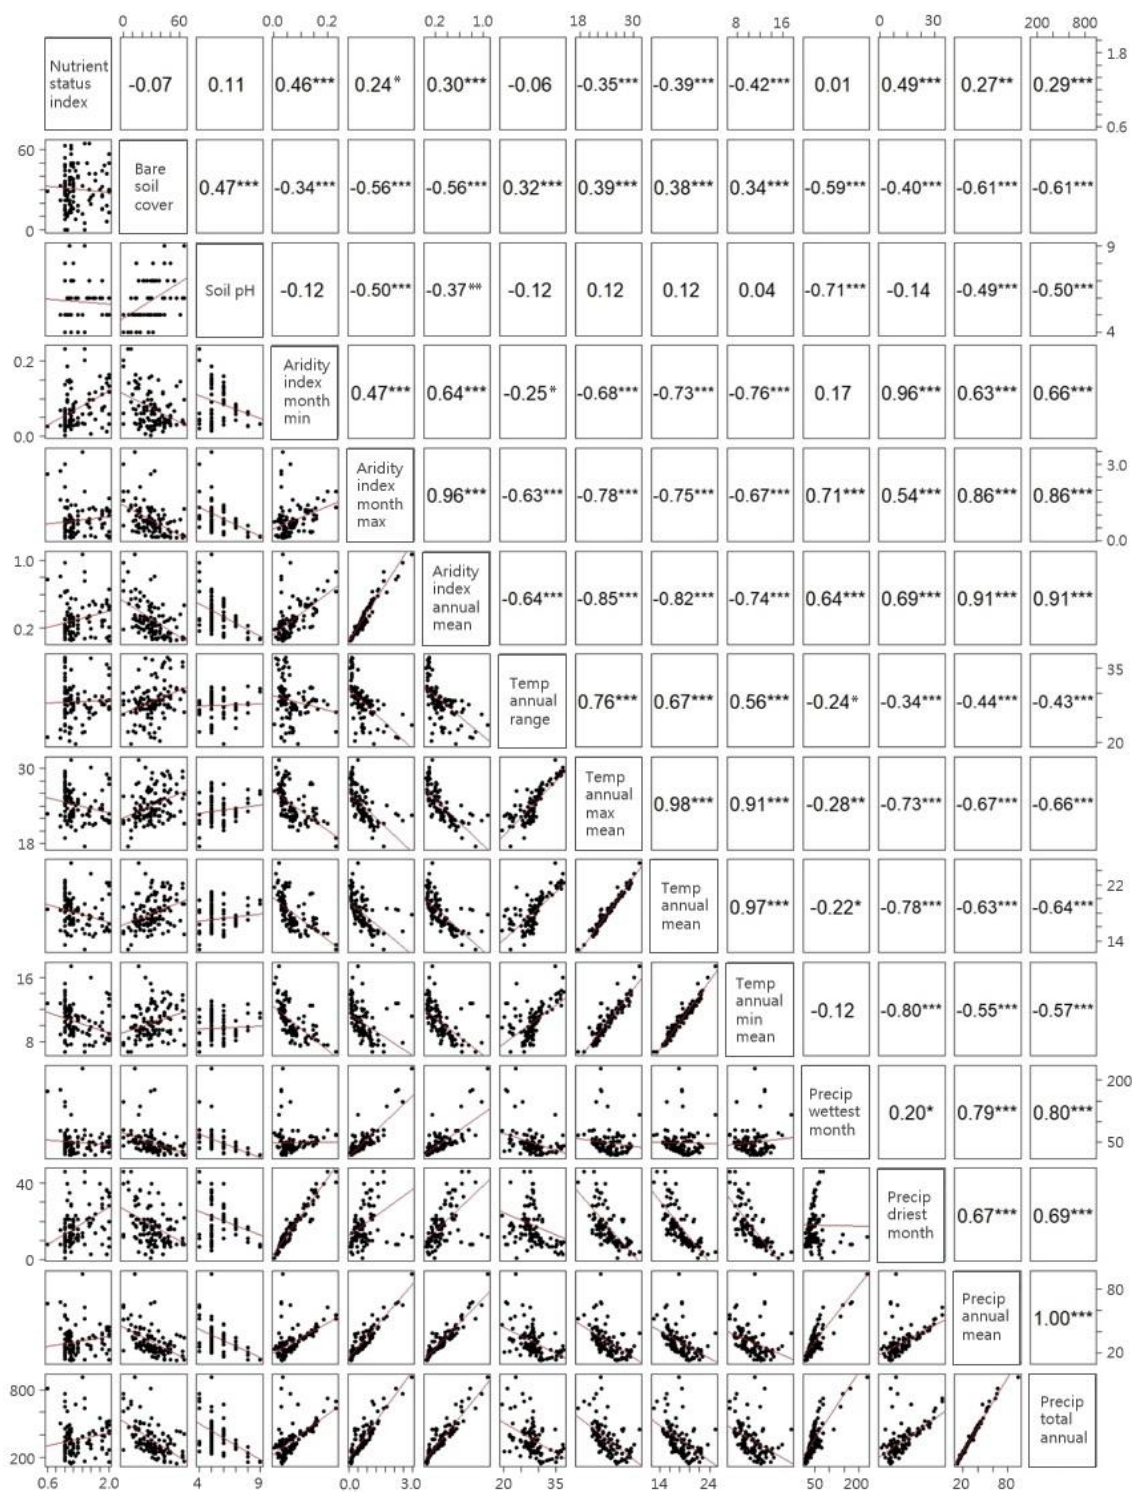 0 60 0.0 0.2 0.2 1.0 18 30 8 16 0 30 200 800
Nutrient
status
index
-0.07 0.11 0.46*** 0.24* 0.30*** -0.06 -0.35*** -0.39*** -0.42*** 0.01 0.49*** 0.27** 0.29***
1.8
0.6
60
0
Bare
soil
cover
0.47*** -0.34*** -0.56*** -0.56*** 0.32*** 0.39*** 0.38*** 0.34*** -0.59*** -0.40*** -0.61*** -0.61***
Soil pH
-0.12 -0.50*** -0.37** -0.12 0.12 0.12 0.04 -0.71*** -0.14 -0.49*** -0.50***
9
4
0.2
0.0
Aridity
index
month
min
0.47*** 0.64*** -0.25* -0.68*** -0.73*** -0.76*** 0.17 0.96*** 0.63*** 0.66***
Aridity
index
month
max
0.96*** -0.63*** -0.78*** -0.75*** -0.67*** 0.71*** 0.54*** 0.86*** 0.86***
3.0
0.0
1.0
0.2
Aridity
index
annual
mean
-0.64*** -0.85*** -0.82*** -0.74*** 0.64*** 0.69*** 0.91*** 0.91***
Temp
annual
range
0.76*** 0.67*** 0.56*** -0.24* -0.34*** -0.44*** -0.43***
35
20
30
18
Temp
annual
max
mean
0.98*** 0.91*** -0.28** -0.73*** -0.67*** -0.66***
Temp
annual
mean
0.97*** -0.22* -0.78*** -0.63*** -0.64***
22
14
16
8
Temp
annual
min
mean
-0.12 -0.80*** -0.55*** -0.57***
Precip
wettest
month
0.20* 0.79*** 0.80***
200
50
40
0
Precip
driest
month
0.67*** 0.69***
Precip
annual
mean
1.00***
80
20
800
200
Precip
total
annual
0.6 2.0 4 9 0.0 3.0 20 35 14 24 50 200 20 80